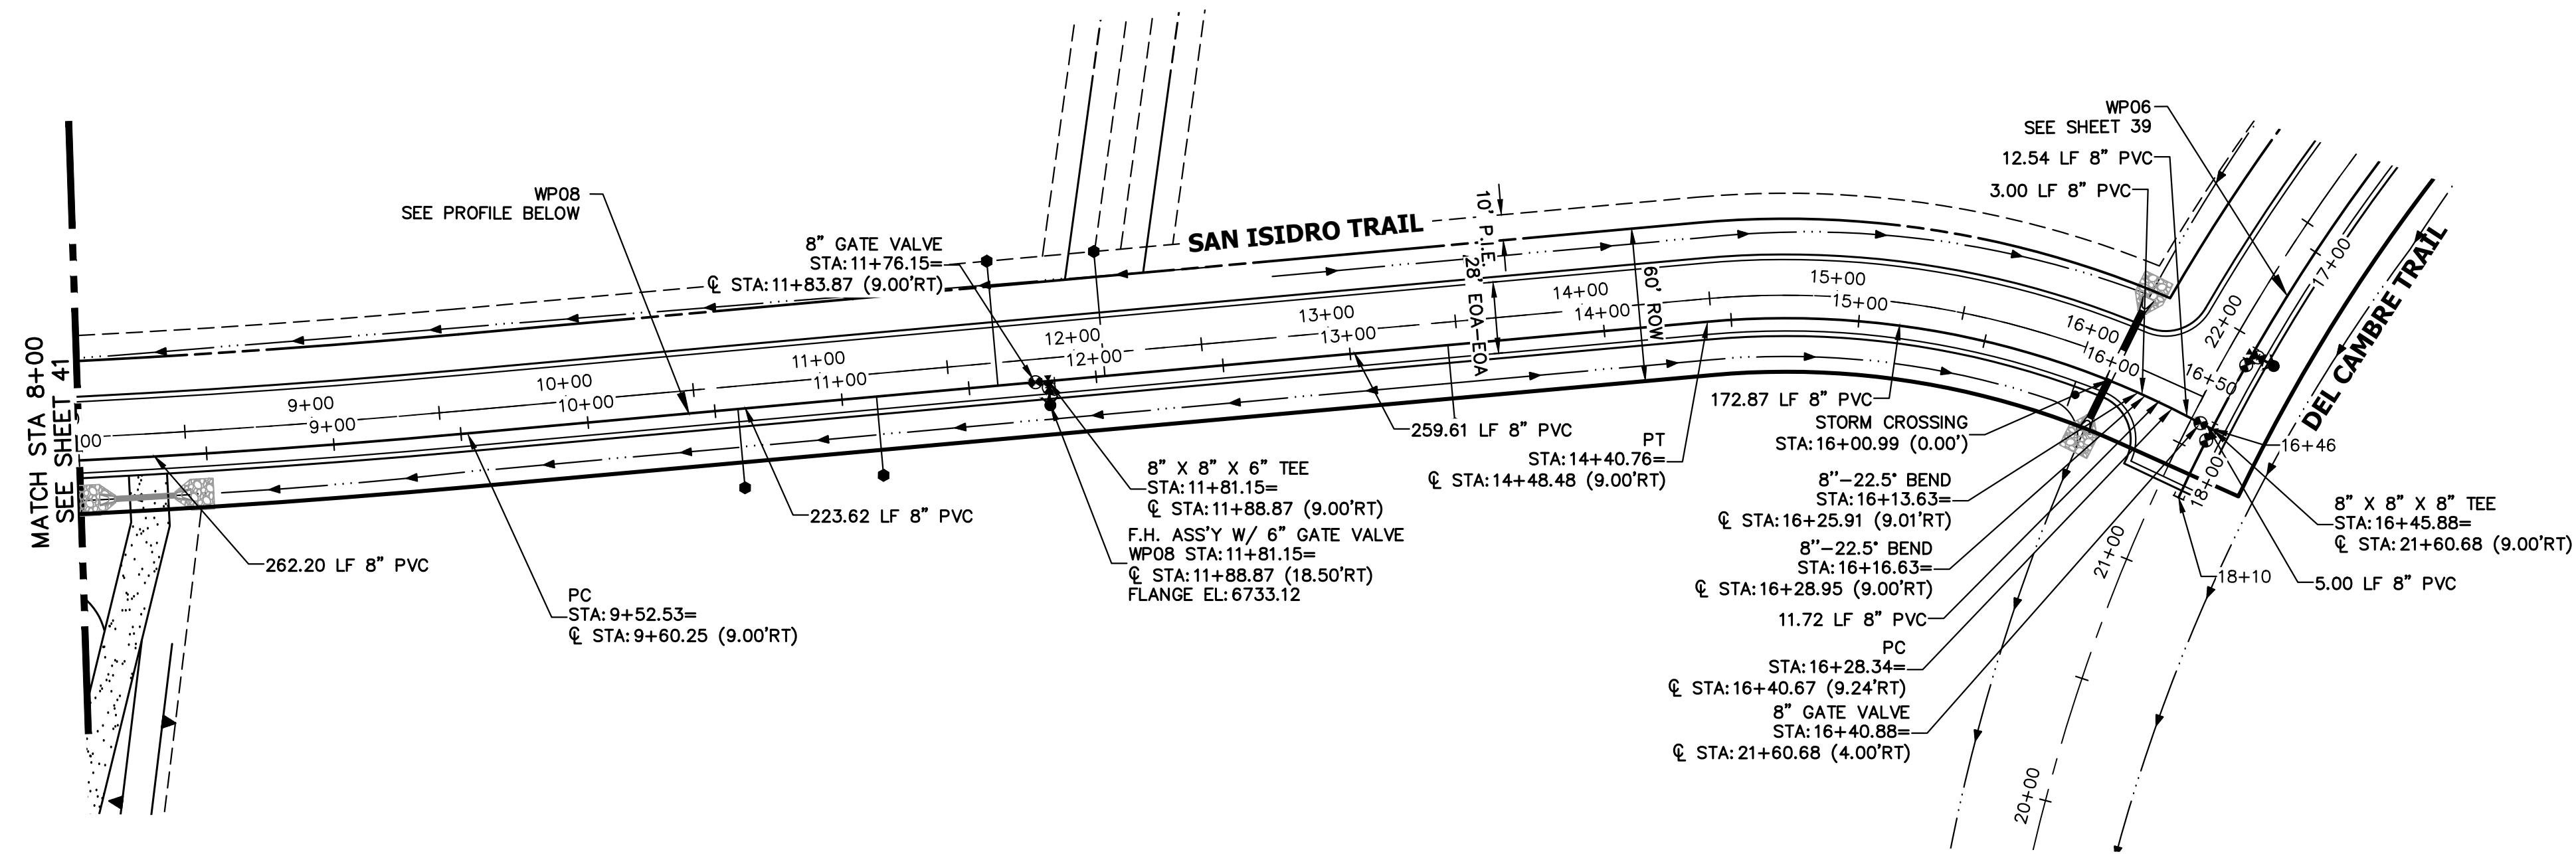 MATCH STA 8+00
SEE SHEET 41
WP08
SEE PROFILE BELOW
8" GATE VALVE
STA:11+76.15=
℄ STA:11+83.87 (9.00'RT)
SAN ISIDRO TRAIL
10' P.I.E.
28' EOA-EOA
60' ROW
WP06
SEE SHEET 39
12.54 LF 8" PVC
3.00 LF 8" PVC
DEL CAMBRE TRAIL
00
9+00
9+00
10+00
10+00
11+00
11+00
12+00
12+00
13+00
13+00
14+00
14+00
15+00
15+00
16+00
16+00
16+50
22+00
17+00
18+00
21+00
20+00
262.20 LF 8" PVC
PC
STA:9+52.53=
℄ STA:9+60.25 (9.00'RT)
223.62 LF 8" PVC
8" X 8" X 6" TEE
STA:11+81.15=
℄ STA:11+88.87 (9.00'RT)
F.H. ASS'Y W/ 6" GATE VALVE
WP08 STA:11+81.15=
℄ STA:11+88.87 (18.50'RT)
FLANGE EL:6733.12
259.61 LF 8" PVC
PT
STA:14+40.76=
℄ STA:14+48.48 (9.00'RT)
172.87 LF 8" PVC
STORM CROSSING
STA:16+00.99 (0.00')
8"-22.5° BEND
STA:16+13.63=
℄ STA:16+25.91 (9.01'RT)
8"-22.5° BEND
STA:16+16.63=
℄ STA:16+28.95 (9.00'RT)
11.72 LF 8" PVC
PC
STA:16+28.34=
℄ STA:16+40.67 (9.24'RT)
8" GATE VALVE
STA:16+40.88=
℄ STA:21+60.68 (4.00'RT)
16+46
8" X 8" X 8" TEE
STA:16+45.88=
℄ STA:21+60.68 (9.00'RT)
18+10
5.00 LF 8" PVC